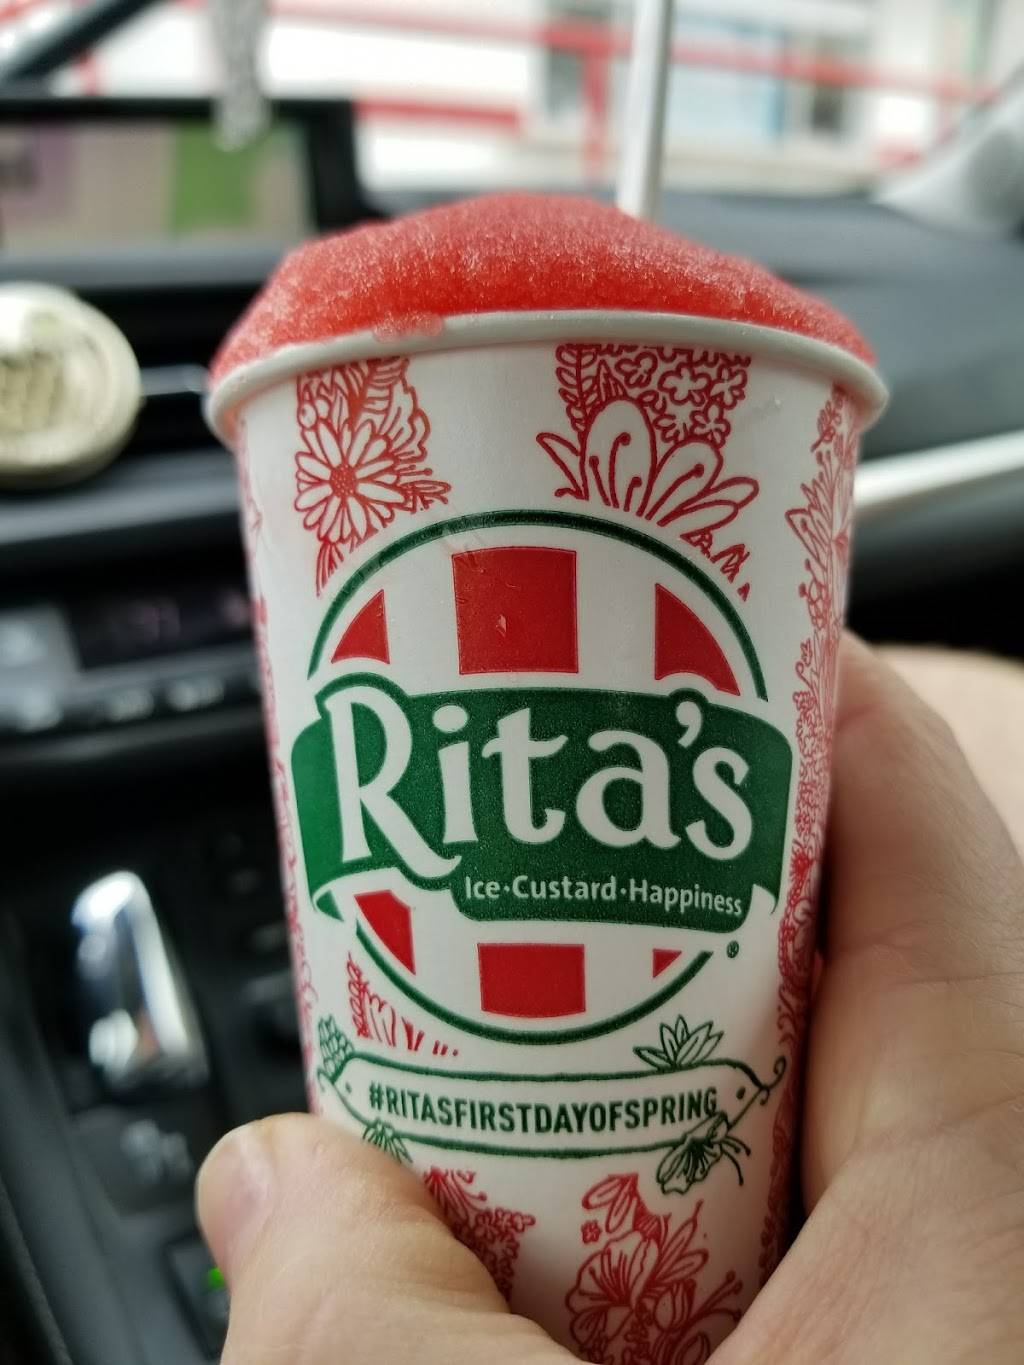 Rita's
Ice·Custard·Happiness
®
#RITASFIRSTDAYOFSPRING